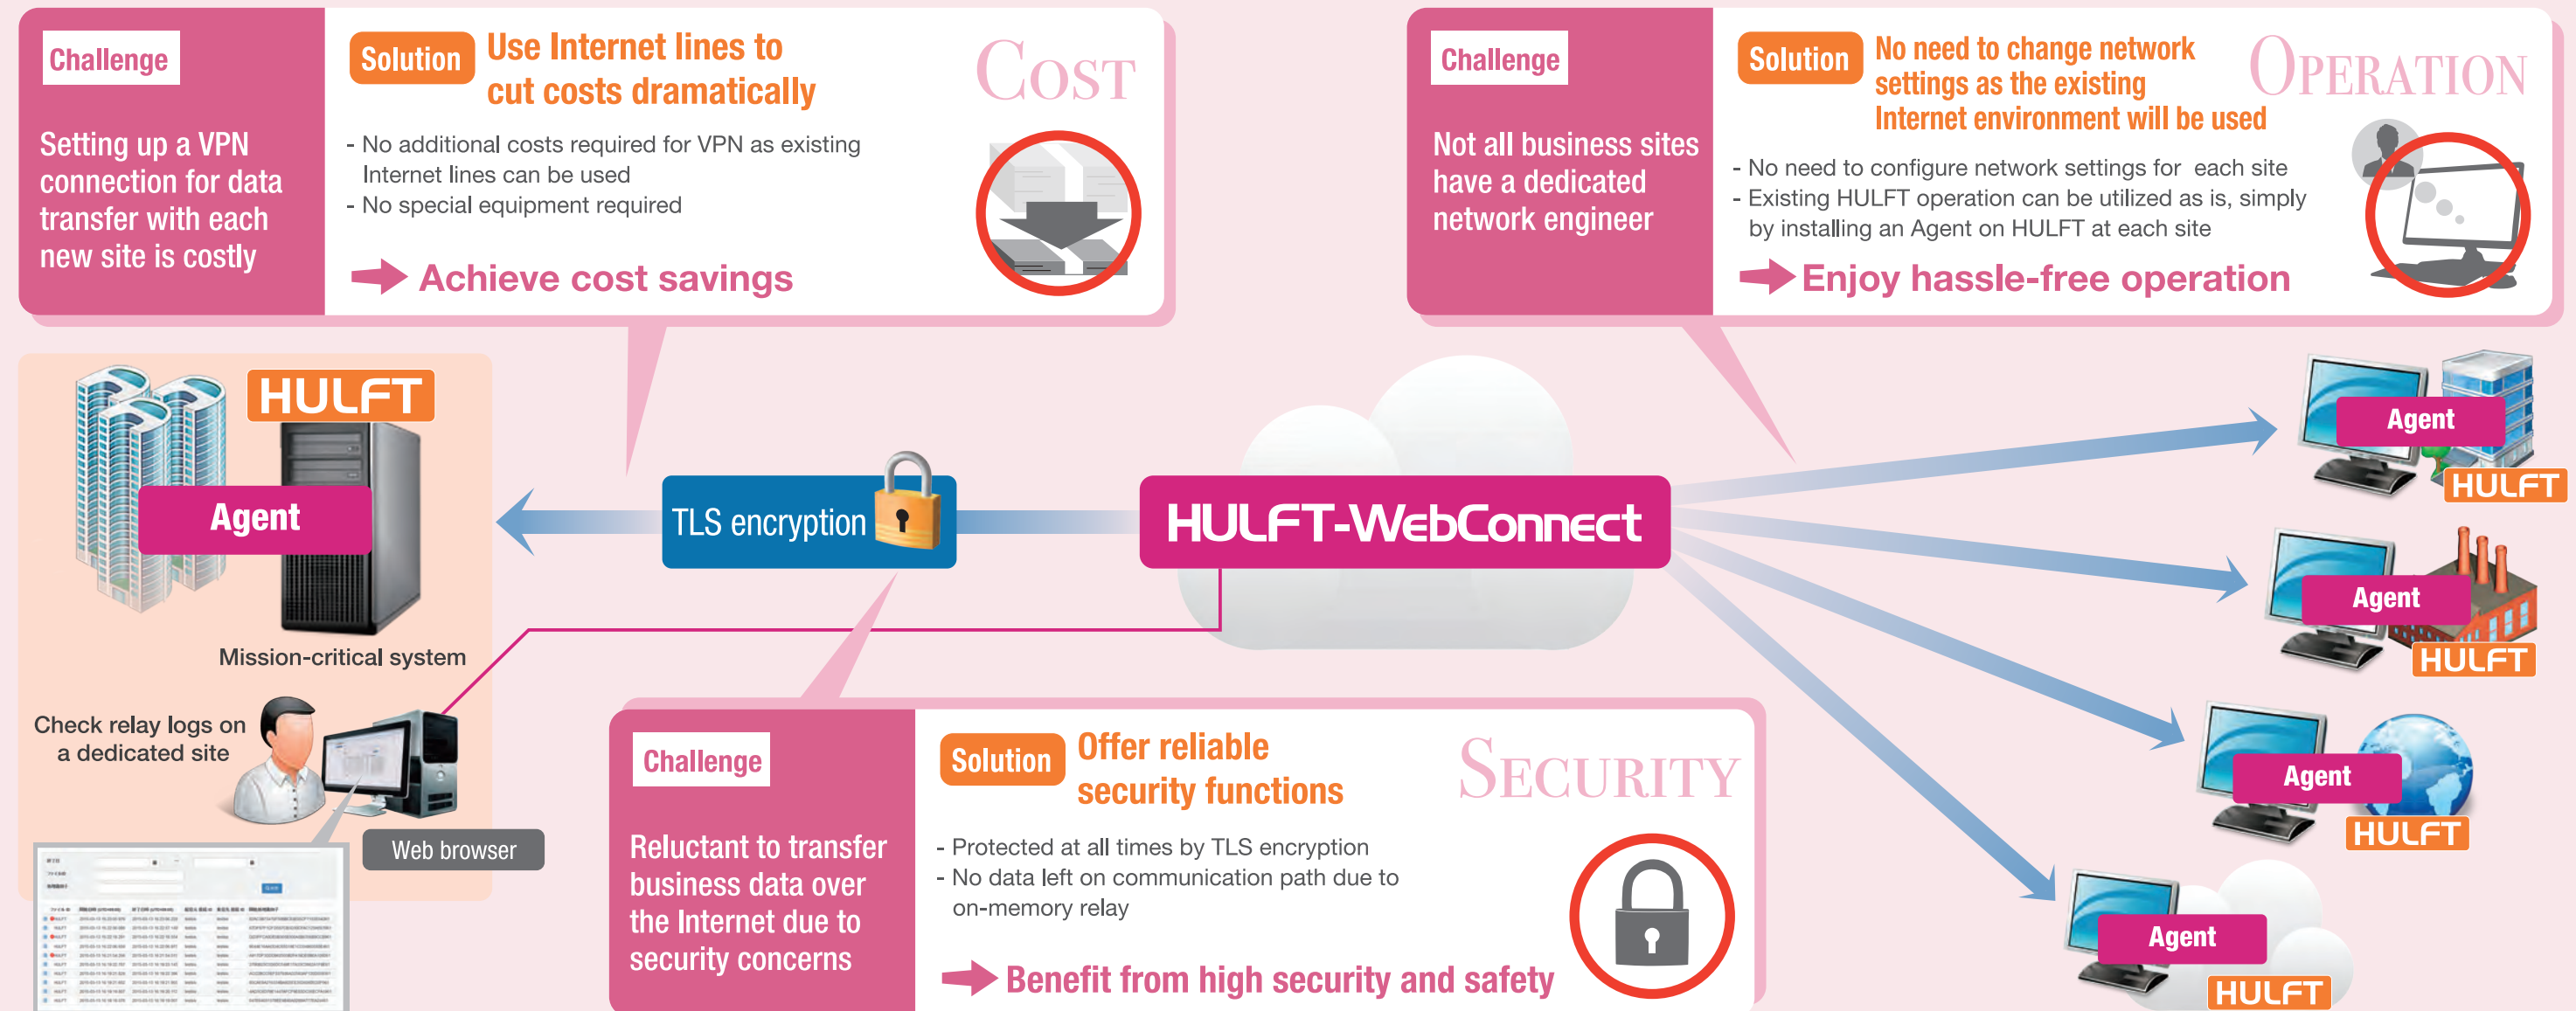 Challenge
Setting up a VPN
connection for data
transfer with each
new site is costly
Solution
Use Internet lines to
cut costs dramatically
COST
- No additional costs required for VPN as existing
Internet lines can be used
- No special equipment required
Achieve cost savings
Challenge
Not all business sites
have a dedicated
network engineer
Solution
No need to change network
settings as the existing
Internet environment will be used
OPERATION
- No need to configure network settings for each site
- Existing HULFT operation can be utilized as is, simply
by installing an Agent on HULFT at each site
Enjoy hassle-free operation
HULFT
Agent
Mission-critical system
TLS encryption
HULFT-WebConnect
Agent
HULFT
Agent
HULFT
Agent
HULFT
Agent
HULFT
Check relay logs on
a dedicated site
Web browser
Challenge
Reluctant to transfer
business data over
the Internet due to
security concerns
Solution
Offer reliable
security functions
SECURITY
- Protected at all times by TLS encryption
- No data left on communication path due to
on-memory relay
Benefit from high security and safety